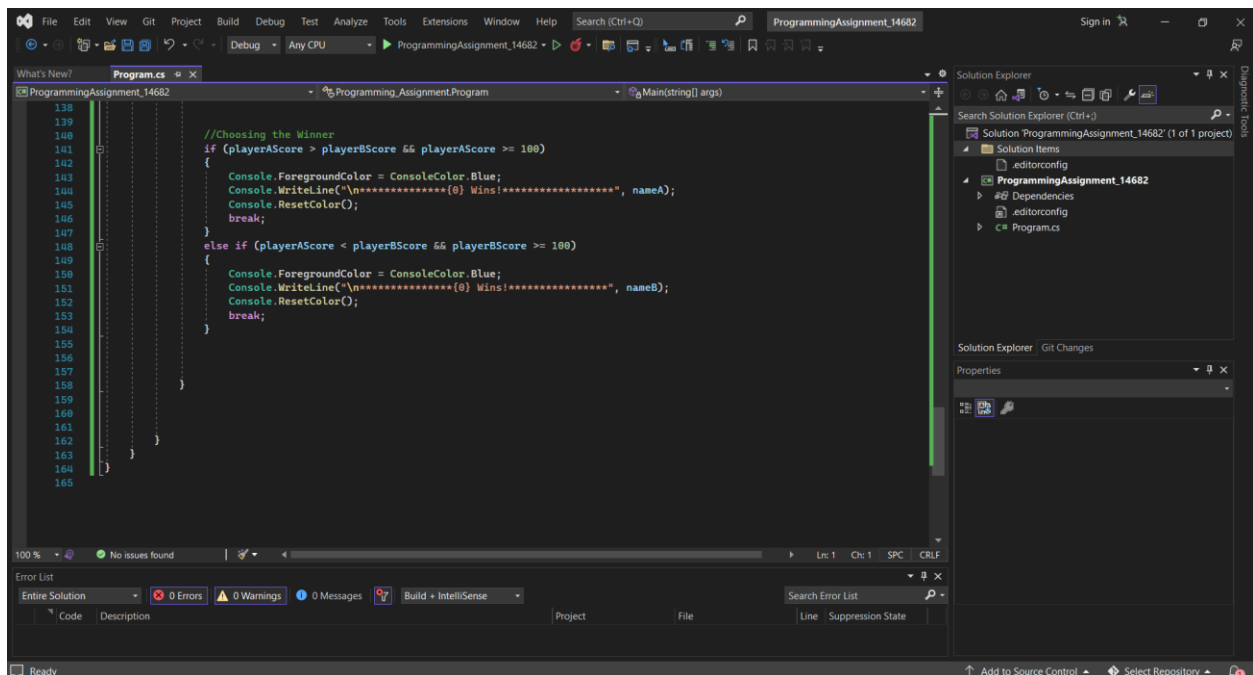 File Edit View Git Project Build Debug Test Analyze Tools Extensions Window Help Search (Ctrl+Q) ProgrammingAssignment_14682 Sign in
Debug Any CPU ProgrammingAssignment_14682
What's New? Program.cs
ProgrammingAssignment_14682 Programming_Assignment.Program Main(string[] args)
138
139
140 //Choosing the Winner
141 if (playerAScore > playerBScore && playerAScore >= 100)
142 {
143 Console.ForegroundColor = ConsoleColor.Blue;
144 Console.WriteLine("\n**************{0} Wins!******************", nameA);
145 Console.ResetColor();
146 break;
147 }
148 else if (playerAScore < playerBScore && playerBScore >= 100)
149 {
150 Console.ForegroundColor = ConsoleColor.Blue;
151 Console.WriteLine("\n***************{0} Wins!****************", nameB);
152 Console.ResetColor();
153 break;
154 }
155
156
157
158 }
159
160
161
162 }
163 }
164 }
165
100 % No issues found Ln: 1 Ch: 1 SPC CRLF
Error List
Entire Solution 0 Errors 0 Warnings 0 Messages Build + IntelliSense Search Error List
Code Description Project File Line Suppression State
Ready Add to Source Control Select Repository
Solution Explorer
Search Solution Explorer (Ctrl+;)
Solution 'ProgrammingAssignment_14682' (1 of 1 project)
Solution Items
.editorconfig
ProgrammingAssignment_14682
Dependencies
.editorconfig
C# Program.cs
Solution Explorer Git Changes
Properties
Diagnostic Tools